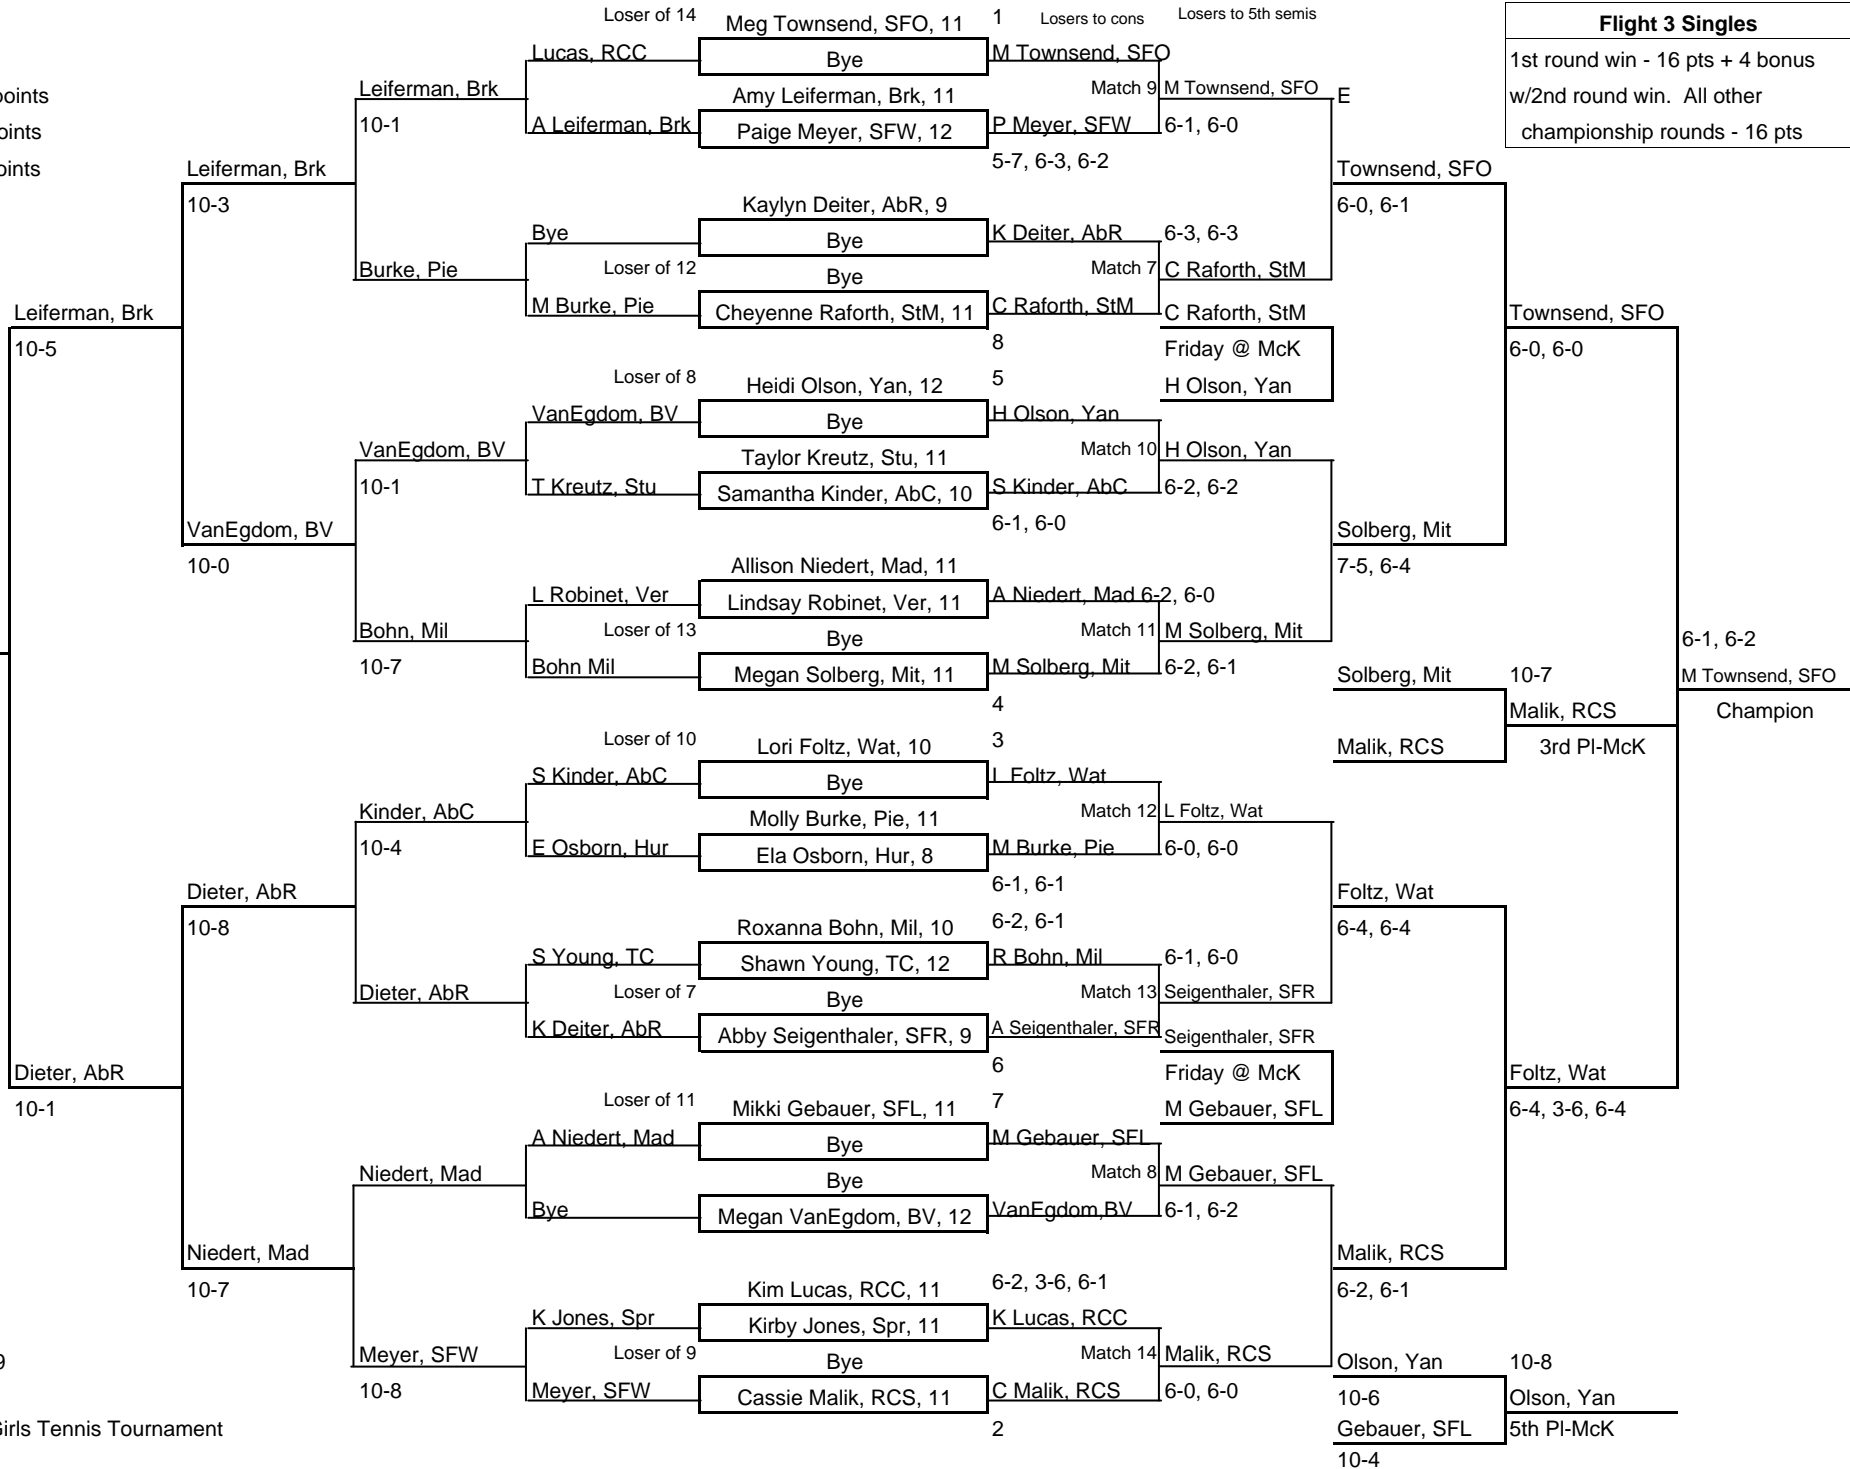 Loser of 14
Meg Townsend, SFO, 11
1
Losers to cons
Losers to 5th semis
Flight 3 Singles
Lucas, RCC
Bye
M Townsend, SFO
1st round win - 16 pts + 4 bonus
points
Leiferman, Brk
Amy Leiferman, Brk, 11
Match 9
M Townsend, SFO
E
w/2nd round win. All other
oints
10-1
A Leiferman, Brk
Paige Meyer, SFW, 12
P Meyer, SFW
6-1, 6-0
championship rounds - 16 pts
oints
Leiferman, Brk
5-7, 6-3, 6-2
Townsend, SFO
10-3
Kaylyn Deiter, AbR, 9
6-0, 6-1
Bye
Bye
K Deiter, AbR
6-3, 6-3
Burke, Pie
Loser of 12
Bye
Match 7
C Raforth, StM
Leiferman, Brk
M Burke, Pie
Cheyenne Raforth, StM, 11
C Raforth, StM
C Raforth, StM
Townsend, SFO
10-5
8
Friday @ McK
6-0, 6-0
Loser of 8
Heidi Olson, Yan, 12
5
H Olson, Yan
VanEgdom, BV
Bye
H Olson, Yan
VanEgdom, BV
Taylor Kreutz, Stu, 11
Match 10
H Olson, Yan
10-1
T Kreutz, Stu
Samantha Kinder, AbC, 10
S Kinder, AbC
6-2, 6-2
VanEgdom, BV
6-1, 6-0
Solberg, Mit
10-0
Allison Niedert, Mad, 11
7-5, 6-4
L Robinet, Ver
Lindsay Robinet, Ver, 11
A Niedert, Mad 6-2, 6-0
Bohn, Mil
Loser of 13
Bye
Match 11
M Solberg, Mit
6-1, 6-2
10-7
Bohn Mil
Megan Solberg, Mit, 11
M Solberg, Mit
6-2, 6-1
Solberg, Mit
10-7
M Townsend, SFO
4
Malik, RCS
Champion
Loser of 10
Lori Foltz, Wat, 10
3
Malik, RCS
3rd Pl-McK
S Kinder, AbC
Bye
L Foltz, Wat
Kinder, AbC
Molly Burke, Pie, 11
Match 12
L Foltz, Wat
10-4
E Osborn, Hur
Ela Osborn, Hur, 8
M Burke, Pie
6-0, 6-0
Dieter, AbR
6-1, 6-1
Foltz, Wat
10-8
Roxanna Bohn, Mil, 10
6-2, 6-1
6-4, 6-4
S Young, TC
Shawn Young, TC, 12
R Bohn, Mil
6-1, 6-0
Dieter, AbR
Loser of 7
Bye
Match 13
Seigenthaler, SFR
K Deiter, AbR
Abby Seigenthaler, SFR, 9
A Seigenthaler, SFR
Seigenthaler, SFR
Dieter, AbR
6
Friday @ McK
Foltz, Wat
10-1
Loser of 11
Mikki Gebauer, SFL, 11
7
M Gebauer, SFL
6-4, 3-6, 6-4
A Niedert, Mad
Bye
M Gebauer, SFL
Niedert, Mad
Bye
Match 8
M Gebauer, SFL
Bye
Megan VanEgdom, BV, 12
VanEgdom,BV
6-1, 6-2
Niedert, Mad
Malik, RCS
10-7
Kim Lucas, RCC, 11
6-2, 3-6, 6-1
6-2, 6-1
K Jones, Spr
Kirby Jones, Spr, 11
K Lucas, RCC
9
Meyer, SFW
Loser of 9
Bye
Match 14
Malik, RCS
Olson, Yan
10-8
10-8
Meyer, SFW
Cassie Malik, RCS, 11
C Malik, RCS
6-0, 6-0
10-6
Olson, Yan
Girls Tennis Tournament
2
Gebauer, SFL
5th Pl-McK
10-4